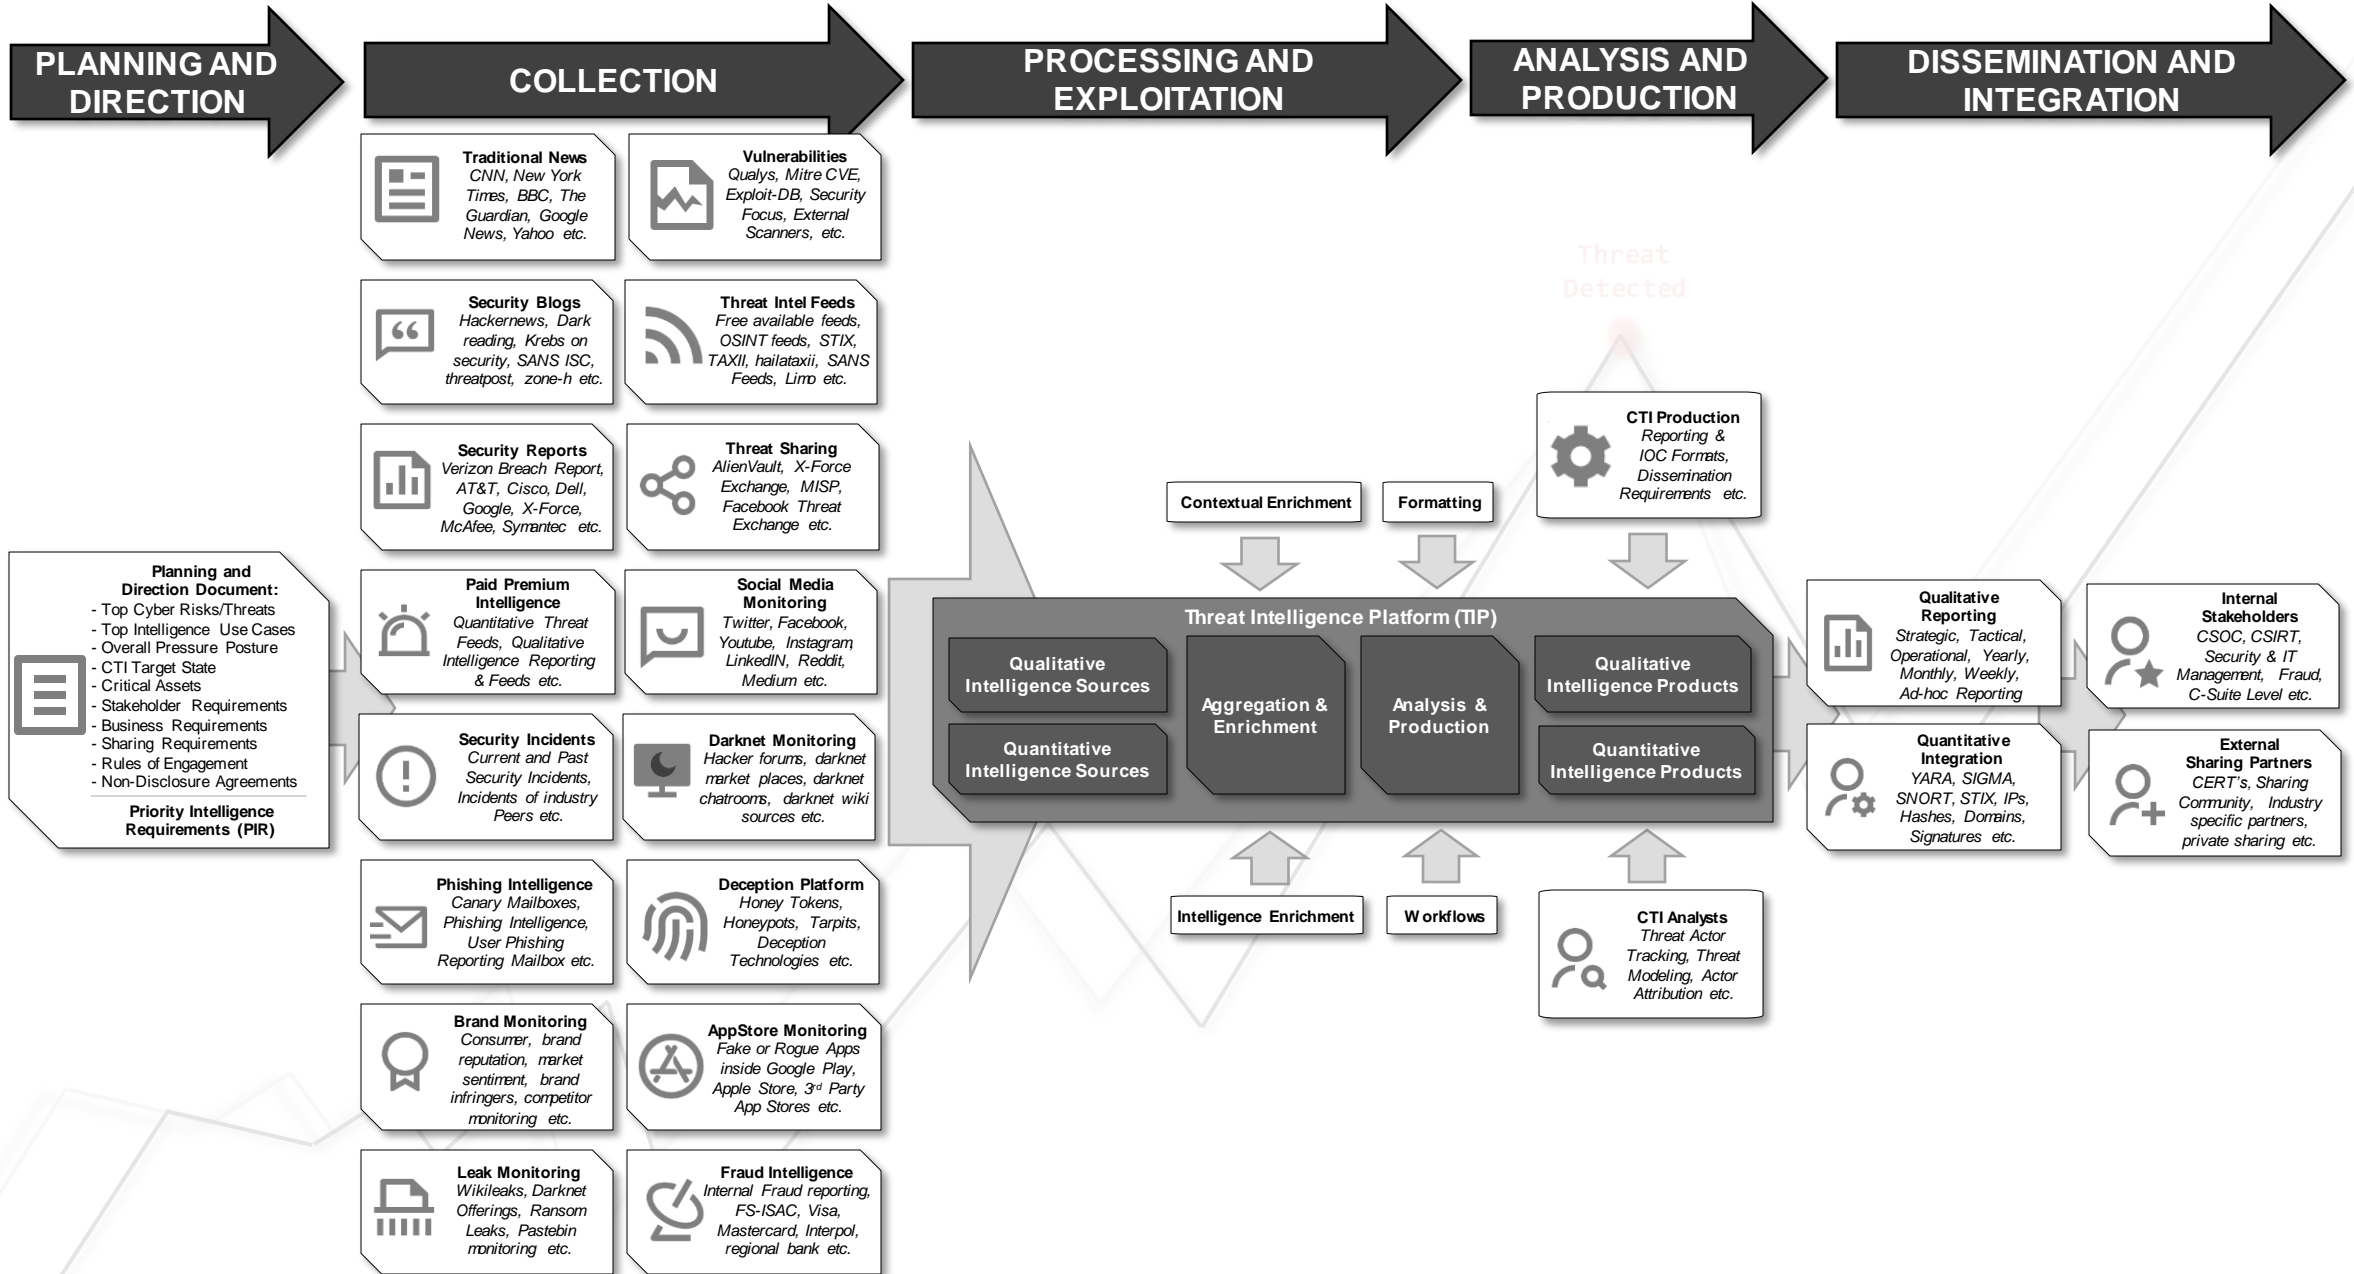 PLANNING AND
DIRECTION
COLLECTION
PROCESSING AND
EXPLOITATION
ANALYSIS AND
PRODUCTION
DISSEMINATION AND
INTEGRATION
Planning and
Direction Document:
- Top Cyber Risks/Threats
- Top Intelligence Use Cases
- Overall Pressure Posture
- CTI Target State
- Critical Assets
- Stakeholder Requirements
- Business Requirements
- Sharing Requirements
- Rules of Engagement
- Non-Disclosure Agreements
Priority Intelligence
Requirements (PIR)
Traditional News
CNN, New York
Times, BBC, The
Guardian, Google
News, Yahoo etc.
Vulnerabilities
Qualys, Mitre CVE,
Exploit-DB, Security
Focus, External
Scanners, etc.
Security Blogs
Hackernews, Dark
reading, Krebs on
security, SANS ISC,
threatpost, zone-h etc.
Threat Intel Feeds
Free available feeds,
OSINT feeds, STIX,
TAXII, hailataxii, SANS
Feeds, Limo etc.
Security Reports
Verizon Breach Report,
AT&T, Cisco, Dell,
Google, X-Force,
McAfee, Symantec etc.
Threat Sharing
AlienVault, X-Force
Exchange, MISP,
Facebook Threat
Exchange etc.
Paid Premium
Intelligence
Quantitative Threat
Feeds, Qualitative
Intelligence Reporting
& Feeds etc.
Social Media
Monitoring
Twitter, Facebook,
Youtube, Instagram,
LinkedIN, Reddit,
Medium etc.
Security Incidents
Current and Past
Security Incidents,
Incidents of industry
Peers etc.
Darknet Monitoring
Hacker forums, darknet
market places, darknet
chatrooms, darknet wiki
sources etc.
Phishing Intelligence
Canary Mailboxes,
Phishing Intelligence,
User Phishing
Reporting Mailbox etc.
Deception Platform
Honey Tokens,
Honeypots, Tarpits,
Deception
Technologies etc.
Brand Monitoring
Consumer, brand
reputation, market
sentiment, brand
infringers, competitor
monitoring etc.
AppStore Monitoring
Fake or Rogue Apps
inside Google Play,
Apple Store, 3rd Party
App Stores etc.
Leak Monitoring
Wikileaks, Darknet
Offerings, Ransom
Leaks, Pastebin
monitoring etc.
Fraud Intelligence
Internal Fraud reporting,
FS-ISAC, Visa,
Mastercard, Interpol,
regional bank etc.
Threat
Detected
Contextual Enrichment
Formatting
CTI Production
Reporting &
IOC Formats,
Dissemination
Requirements etc.
Threat Intelligence Platform (TIP)
Qualitative
Intelligence Sources
Quantitative
Intelligence Sources
Aggregation &
Enrichment
Analysis &
Production
Qualitative
Intelligence Products
Quantitative
Intelligence Products
Intelligence Enrichment
Workflows
CTI Analysts
Threat Actor
Tracking, Threat
Modeling, Actor
Attribution etc.
Qualitative
Reporting
Strategic, Tactical,
Operational, Yearly,
Monthly, Weekly,
Ad-hoc Reporting
Quantitative
Integration
YARA, SIGMA,
SNORT, STIX, IPs,
Hashes, Domains,
Signatures etc.
Internal
Stakeholders
CSOC, CSIRT,
Security & IT
Management, Fraud,
C-Suite Level etc.
External
Sharing Partners
CERT's, Sharing
Community, Industry
specific partners,
private sharing etc.